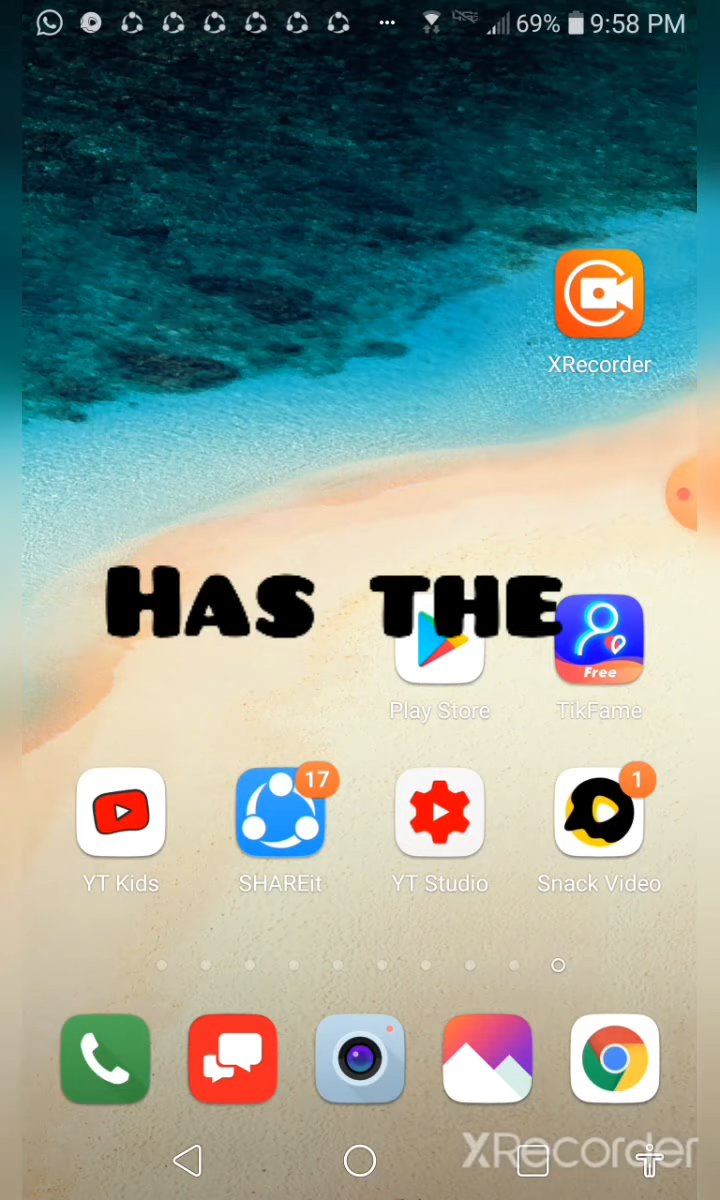 69% 9:58 PM
XRecorder
Has the
Free
Play Store TikFame
17 1
YT Kids SHAREit YT Studio Snack Video
XRecorder